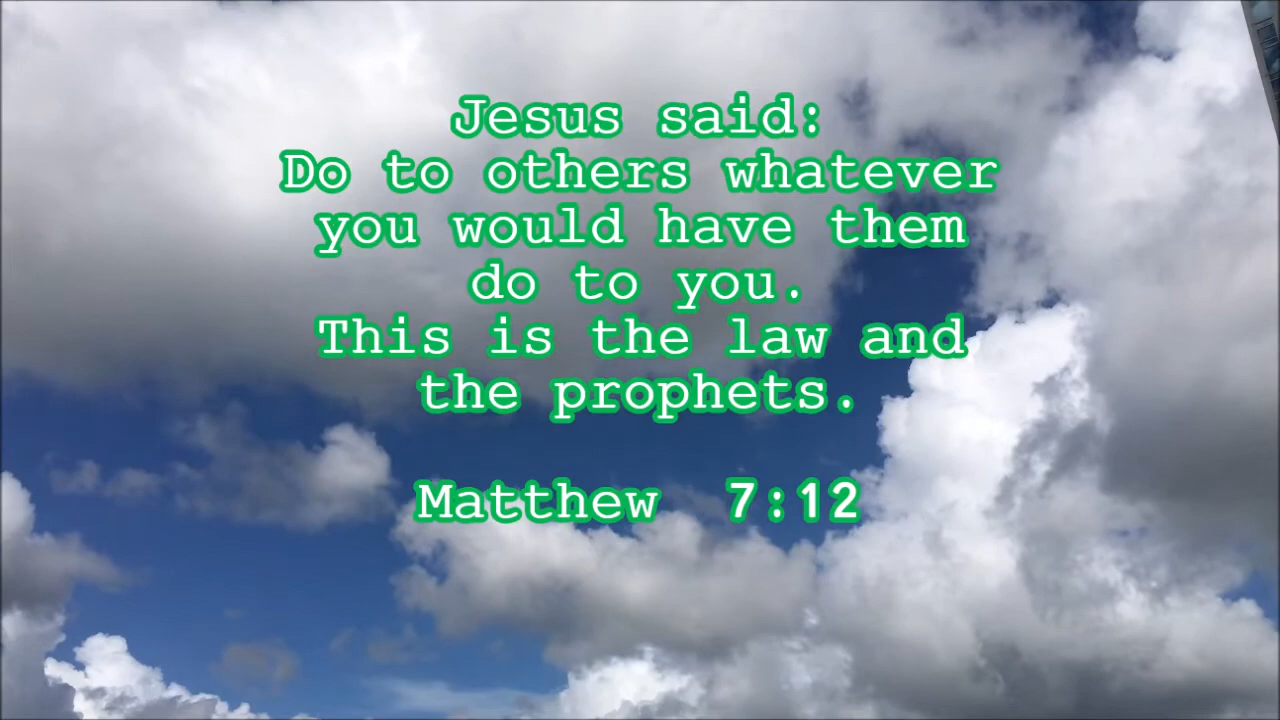 Jesus said:
Do to others whatever
you would have them
do to you.
This is the law and
the prophets.
Matthew 7:12